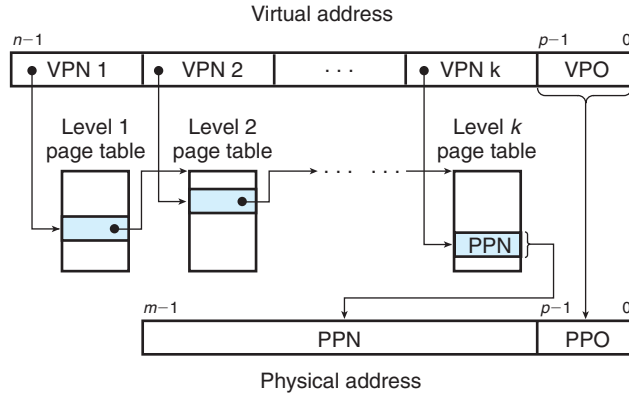 Virtual address
n−1 p−1 0
VPN 1 VPN 2 · · · VPN k VPO
Level 1 page table
Level 2 page table
Level k page table
· · · · · ·
PPN
m−1 p−1 0
PPN PPO
Physical address